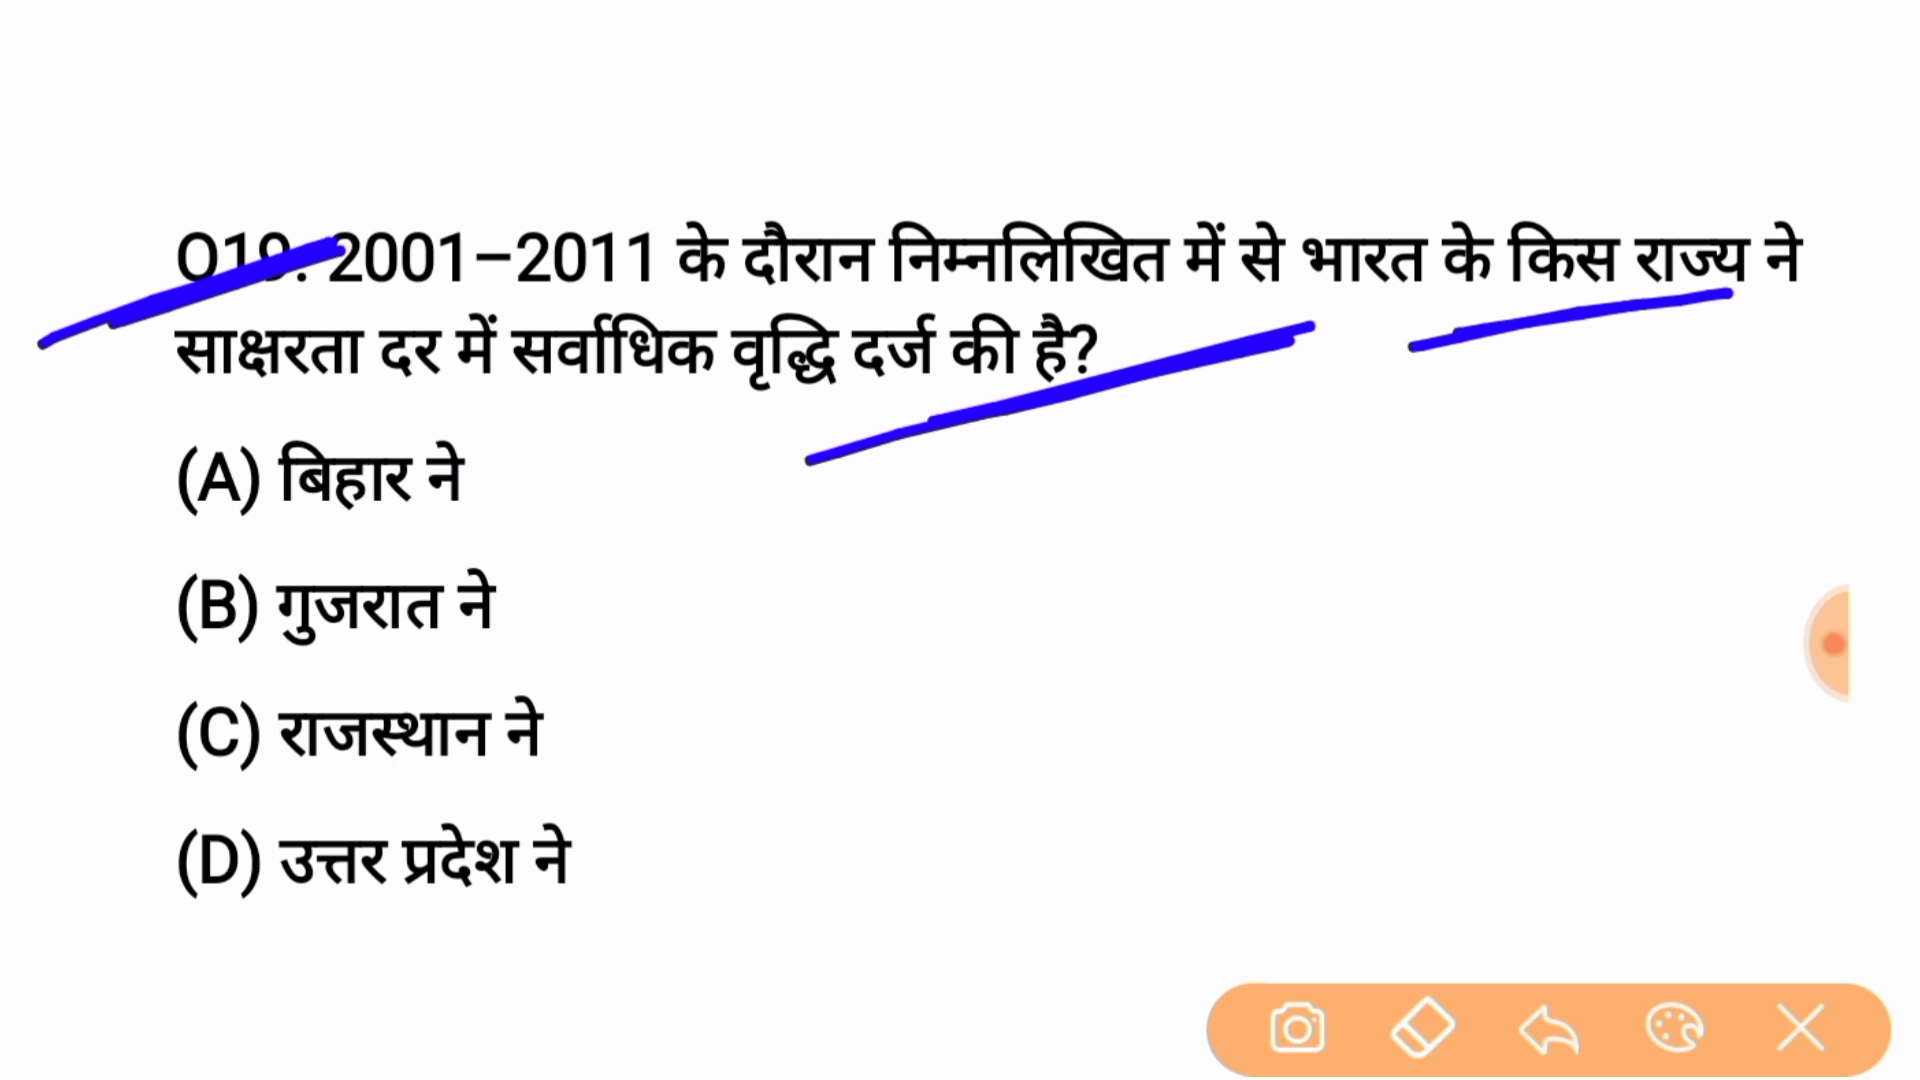 Q19. 2001–2011 के दौरान निम्नलिखित में से भारत के किस राज्य ने
साक्षरता दर में सर्वाधिक वृद्धि दर्ज की है?
(A) बिहार ने
(B) गुजरात ने
(C) राजस्थान ने
(D) उत्तर प्रदेश ने